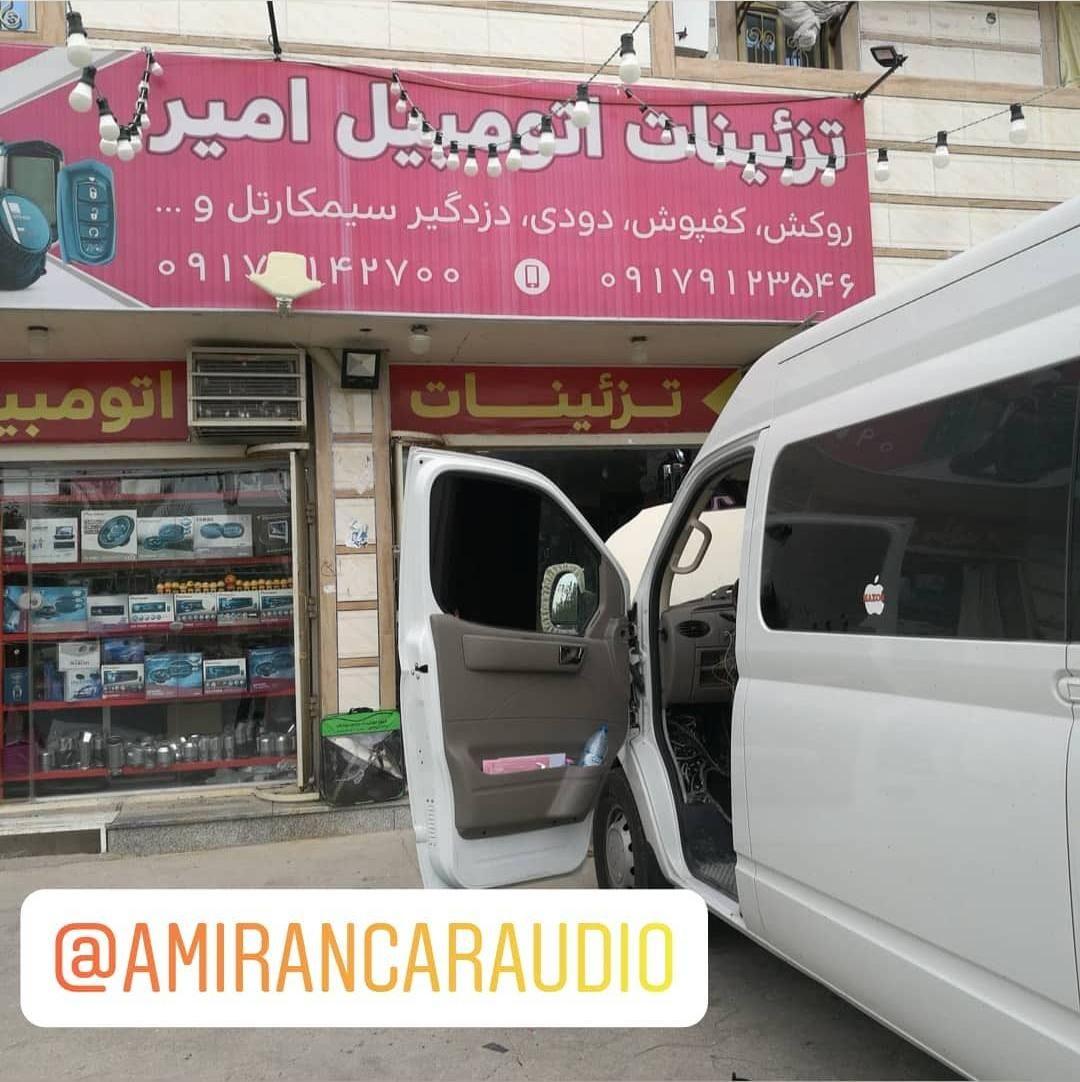 تزئینات اتومبیل امیر
روکش، کفپوش، دودی، دزدگیر سیمکارتل و ...
۰۹۱۷۹۱۲۳۵۴۶
تزئینات
اتومبی
@AMIRANCARAUDIO